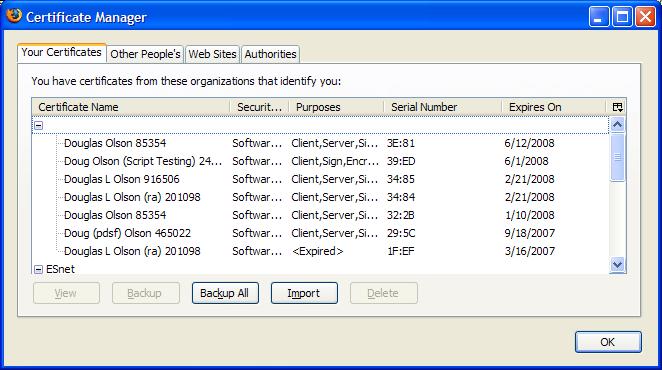 Certificate Manager
Your Certificates Other People's Web Sites Authorities
You have certificates from these organizations that identify you:
Certificate Name Securit... Purposes Serial Number Expires On
Douglas Olson 85354 Softwar... Client,Server,Si... 3E:81 6/12/2008
Doug Olson (Script Testing) 24... Softwar... Client,Sign,Encr... 39:ED 6/1/2008
Douglas L Olson 916506 Softwar... Client,Server,Si... 34:85 2/21/2008
Douglas L Olson (ra) 201098 Softwar... Client,Server,Si... 34:84 2/21/2008
Douglas Olson 85354 Softwar... Client,Server,Si... 32:2B 1/10/2008
Doug (pdsf) Olson 465022 Softwar... Client,Server,Si... 29:5C 9/18/2007
Douglas L Olson (ra) 201098 Softwar... <Expired> 1F:EF 3/16/2007
ESnet
View Backup Backup All Import Delete
OK